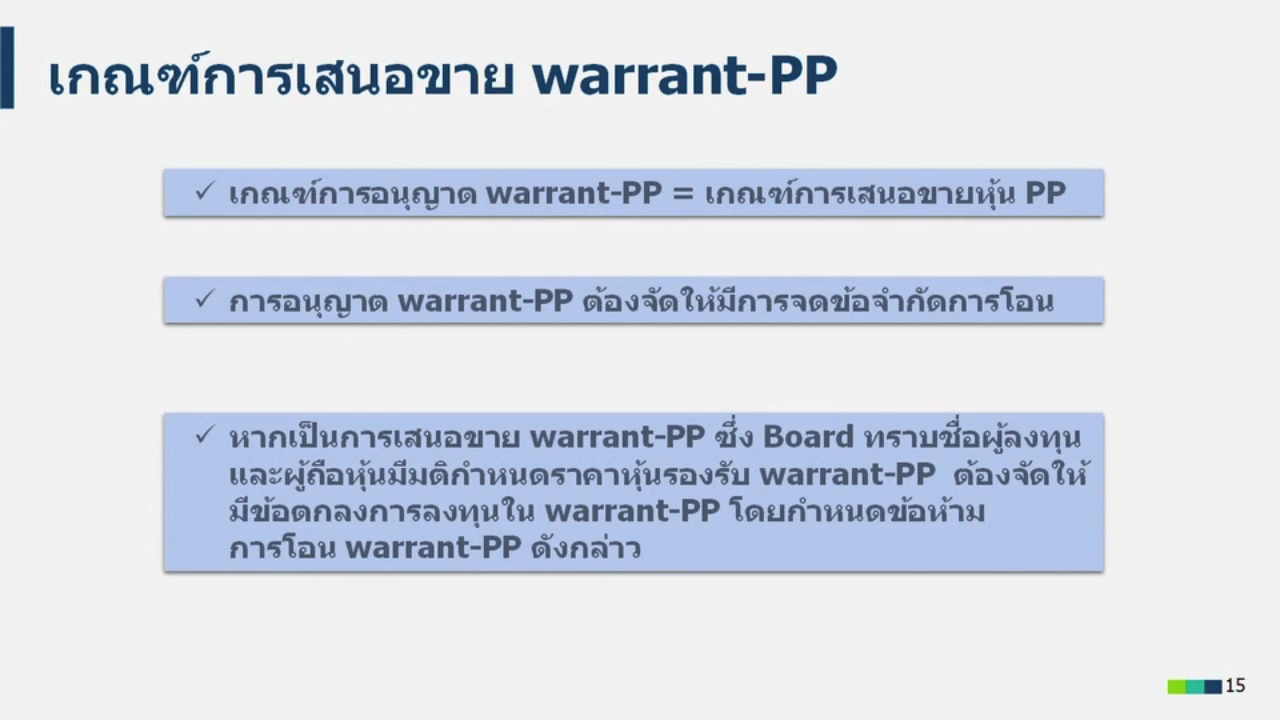 เกณฑ์การเสนอขาย warrant-PP
✓ เกณฑ์การอนุญาต warrant-PP = เกณฑ์การเสนอขายหุ้น PP
✓ การอนุญาต warrant-PP ต้องจัดให้มีการจดข้อจำกัดการโอน
✓ หากเป็นการเสนอขาย warrant-PP ซึ่ง Board ทราบชื่อผู้ลงทุน
และผู้ถือหุ้นมีมติกำหนดราคาหุ้นรองรับ warrant-PP ต้องจัดให้
มีข้อตกลงการลงทุนใน warrant-PP โดยกำหนดข้อห้าม
การโอน warrant-PP ดังกล่าว
15